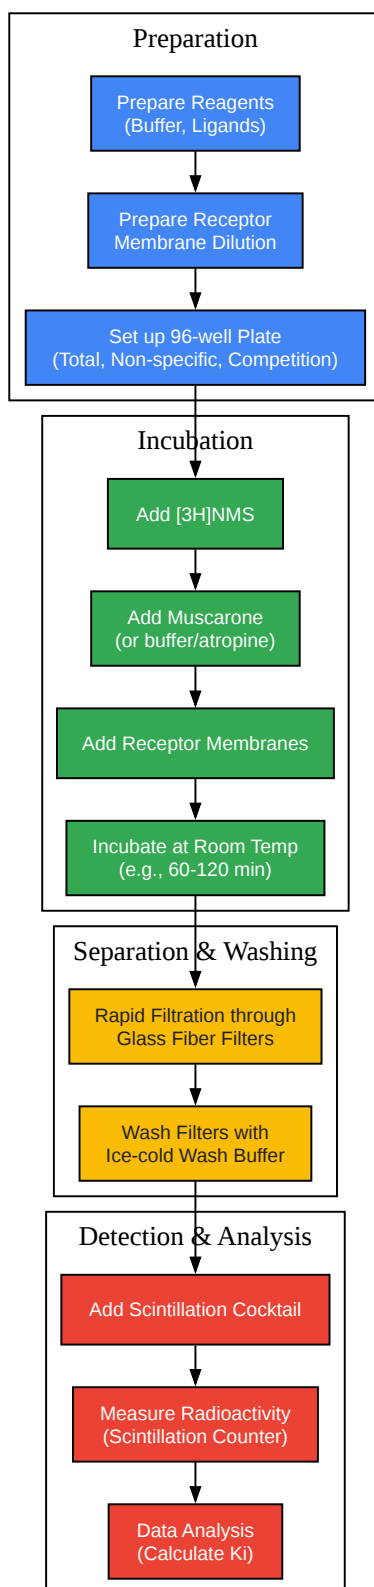 Preparation
Prepare Reagents
(Buffer, Ligands)
Prepare Receptor
Membrane Dilution
Set up 96-well Plate
(Total, Non-specific, Competition)
Incubation
Add [3H]NMS
Add Muscarone
(or buffer/atropine)
Add Receptor Membranes
Incubate at Room Temp
(e.g., 60-120 min)
Separation & Washing
Rapid Filtration through
Glass Fiber Filters
Wash Filters with
Ice-cold Wash Buffer
Detection & Analysis
Add Scintillation Cocktail
Measure Radioactivity
(Scintillation Counter)
Data Analysis
(Calculate Ki)